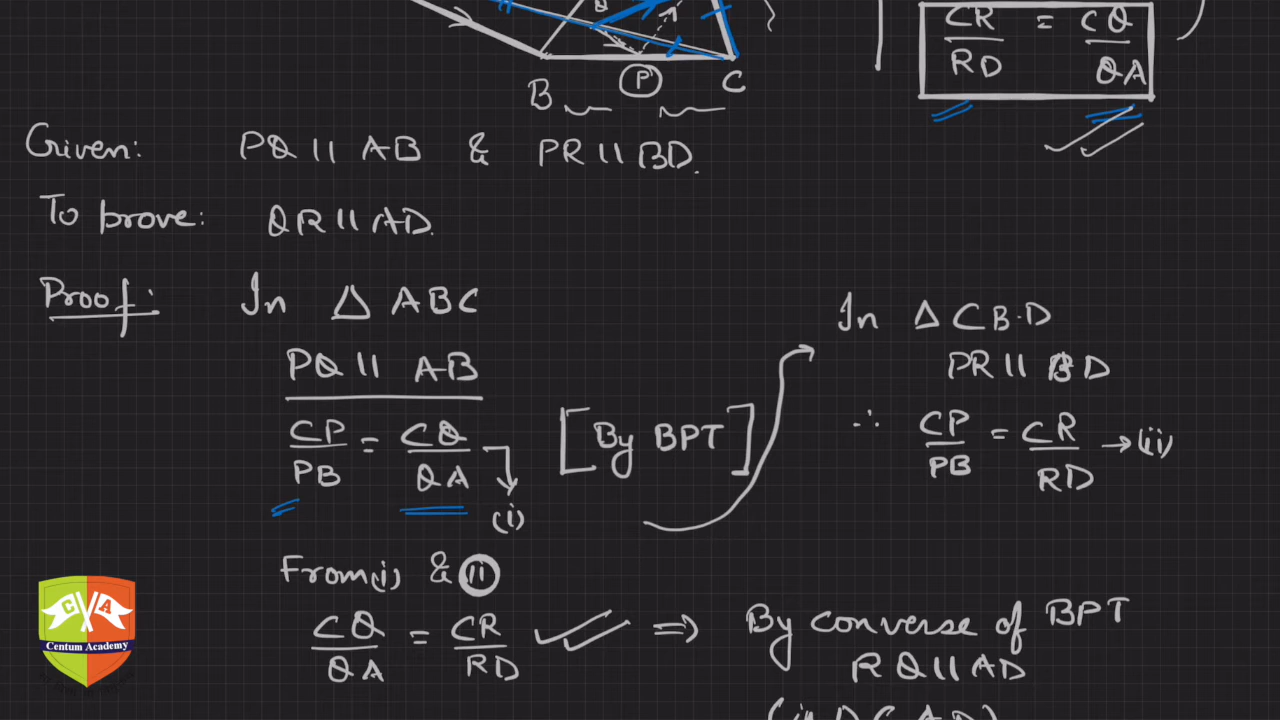 CR/RD = CQ/QA
B P C
Given: PQ || AB & PR || BD.
To prove: QR || AD.
Proof: In Δ ABC
PQ || AB
CP/PB = CQ/QA [By BPT]
(i)
In Δ CB.D
PR || BD
∴ CP/PB = CR/RD → (ii)
From (i) & (II)
CQ/QA = CR/RD ⇒ By converse of BPT
RQ || AD
C A
Centum Academy